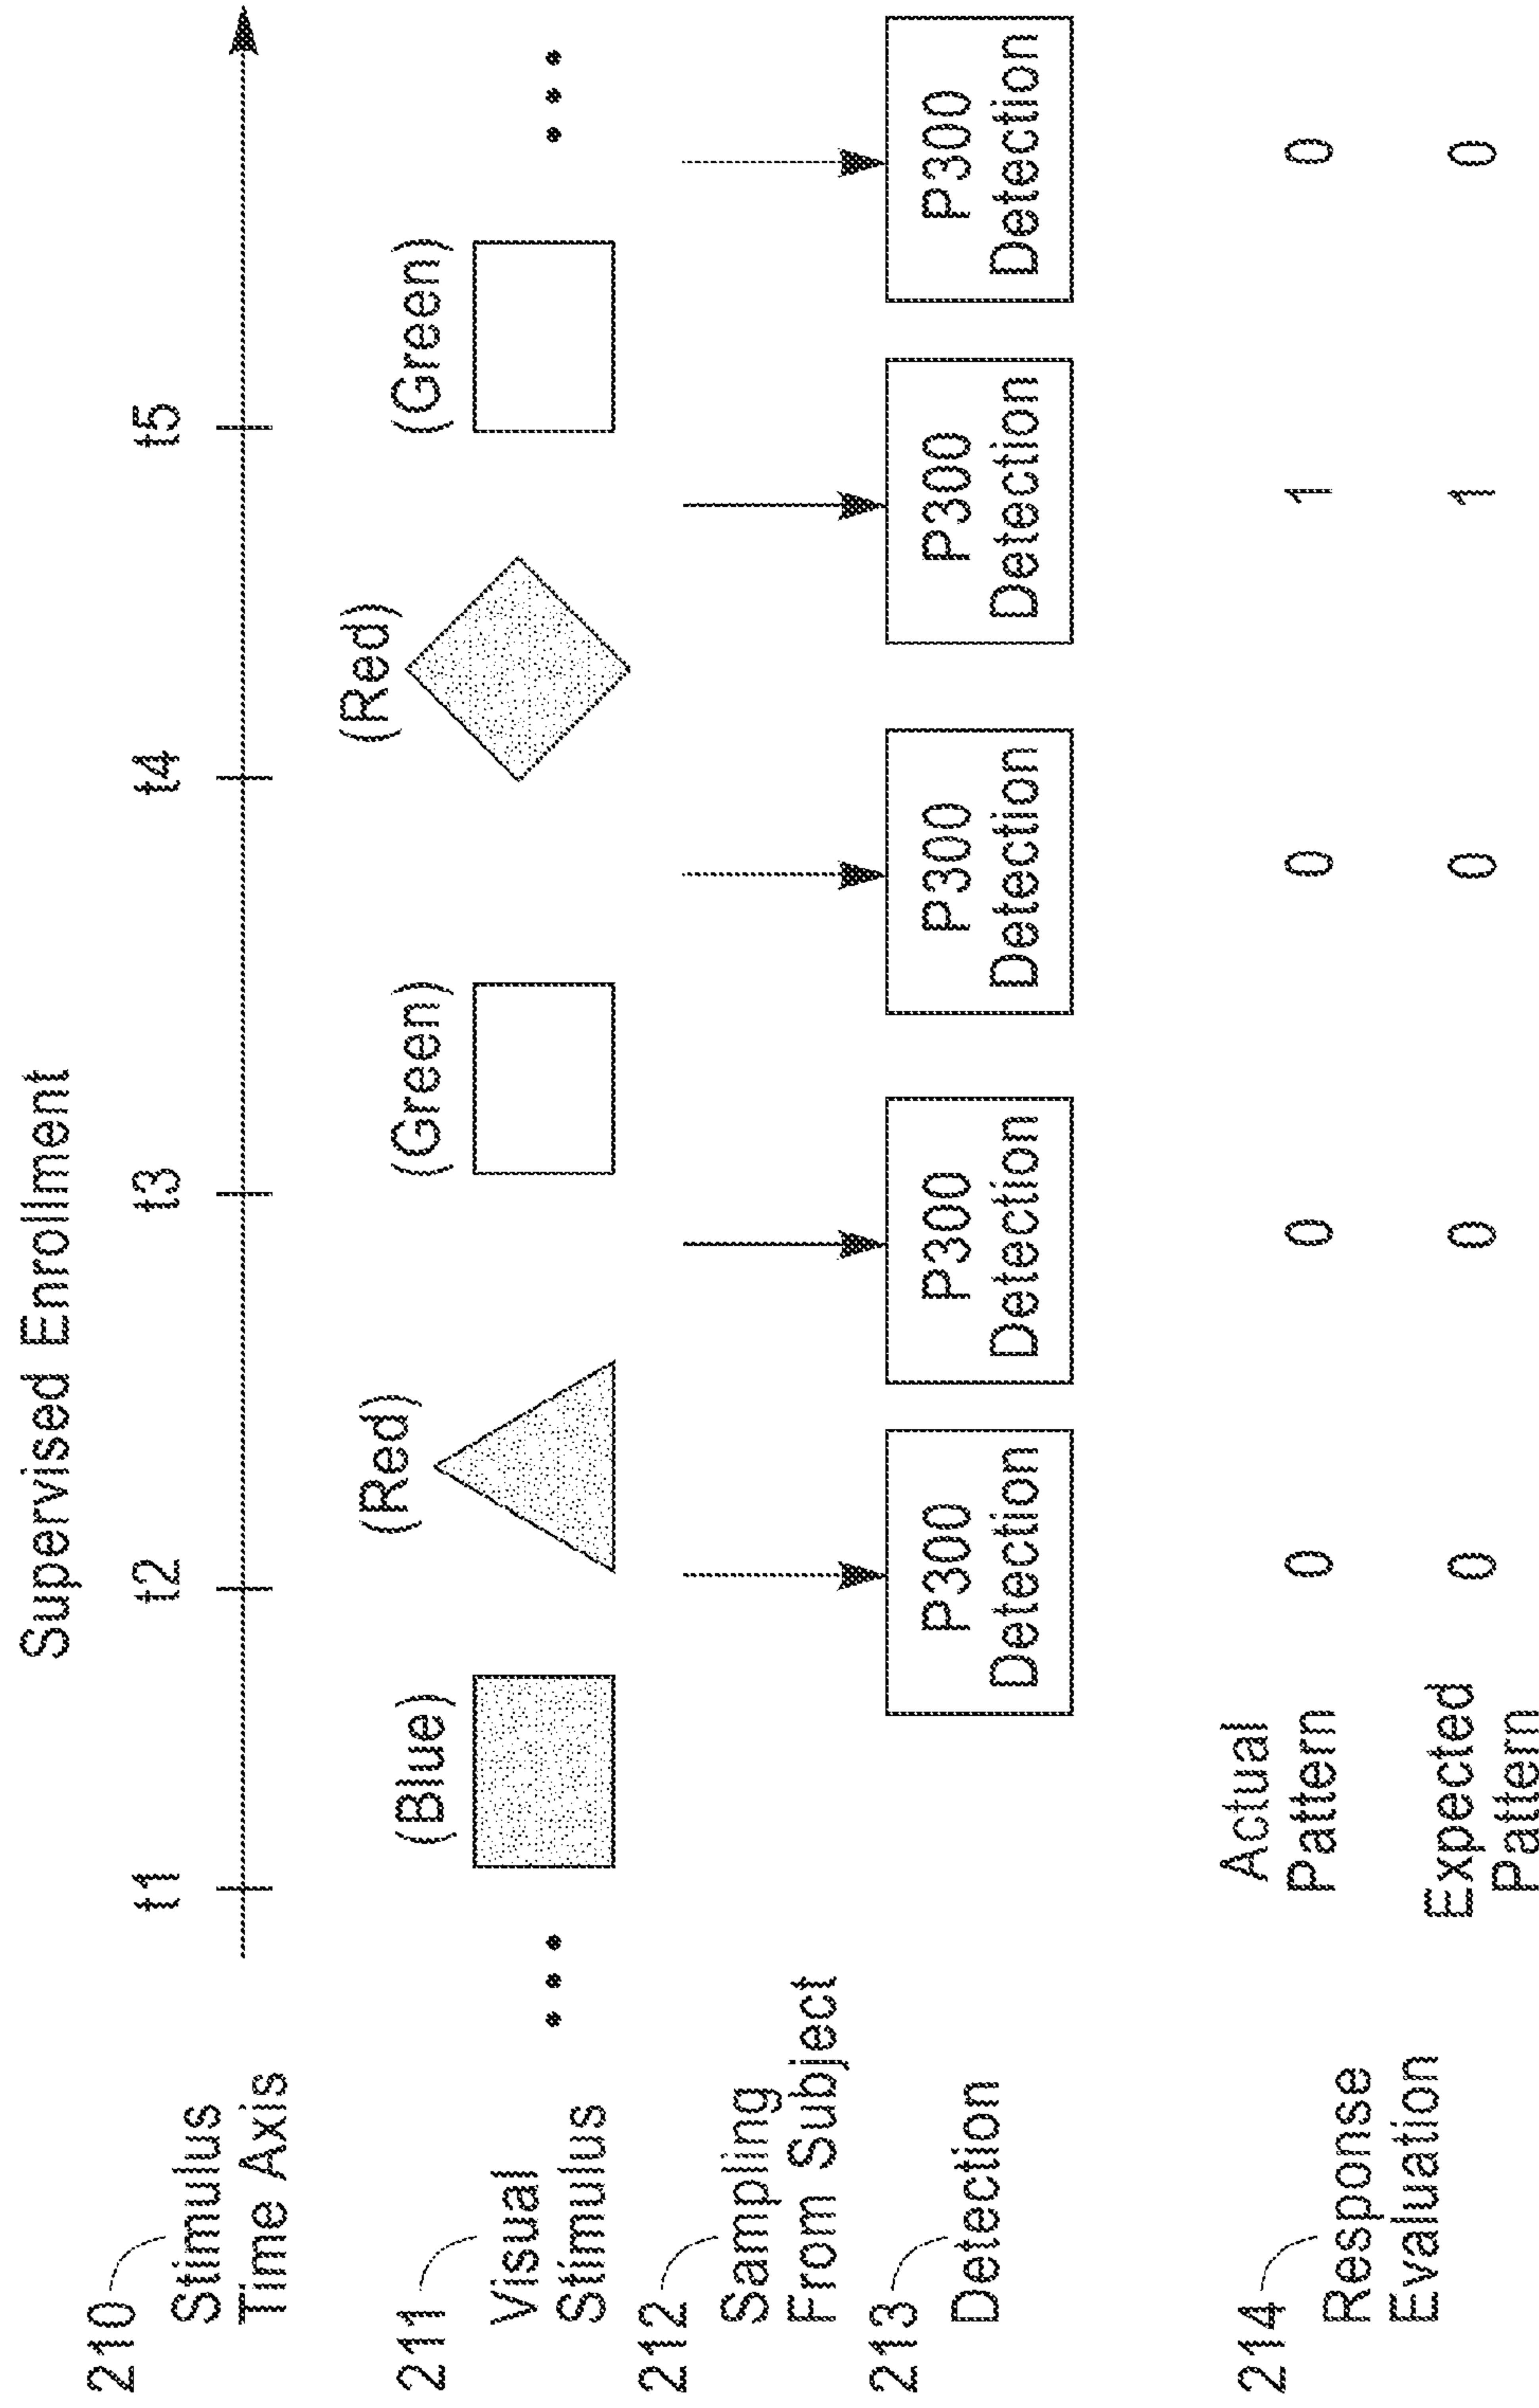 Supervised Enrollment
210
Stimulus
Time Axis
t1 t2 t3 t4 t5
211
Visual
Stimulus
(Blue) (Red) (Green) (Red) (Green)
212
Sampling
From Subject
213
Detection
P300 P300 P300 P300 P300
Detection Detection Detection Detection Detection
214
Response
Evaluation
Actual
Pattern
0 0 0 1 0
Expected
Pattern
0 0 0 1 0